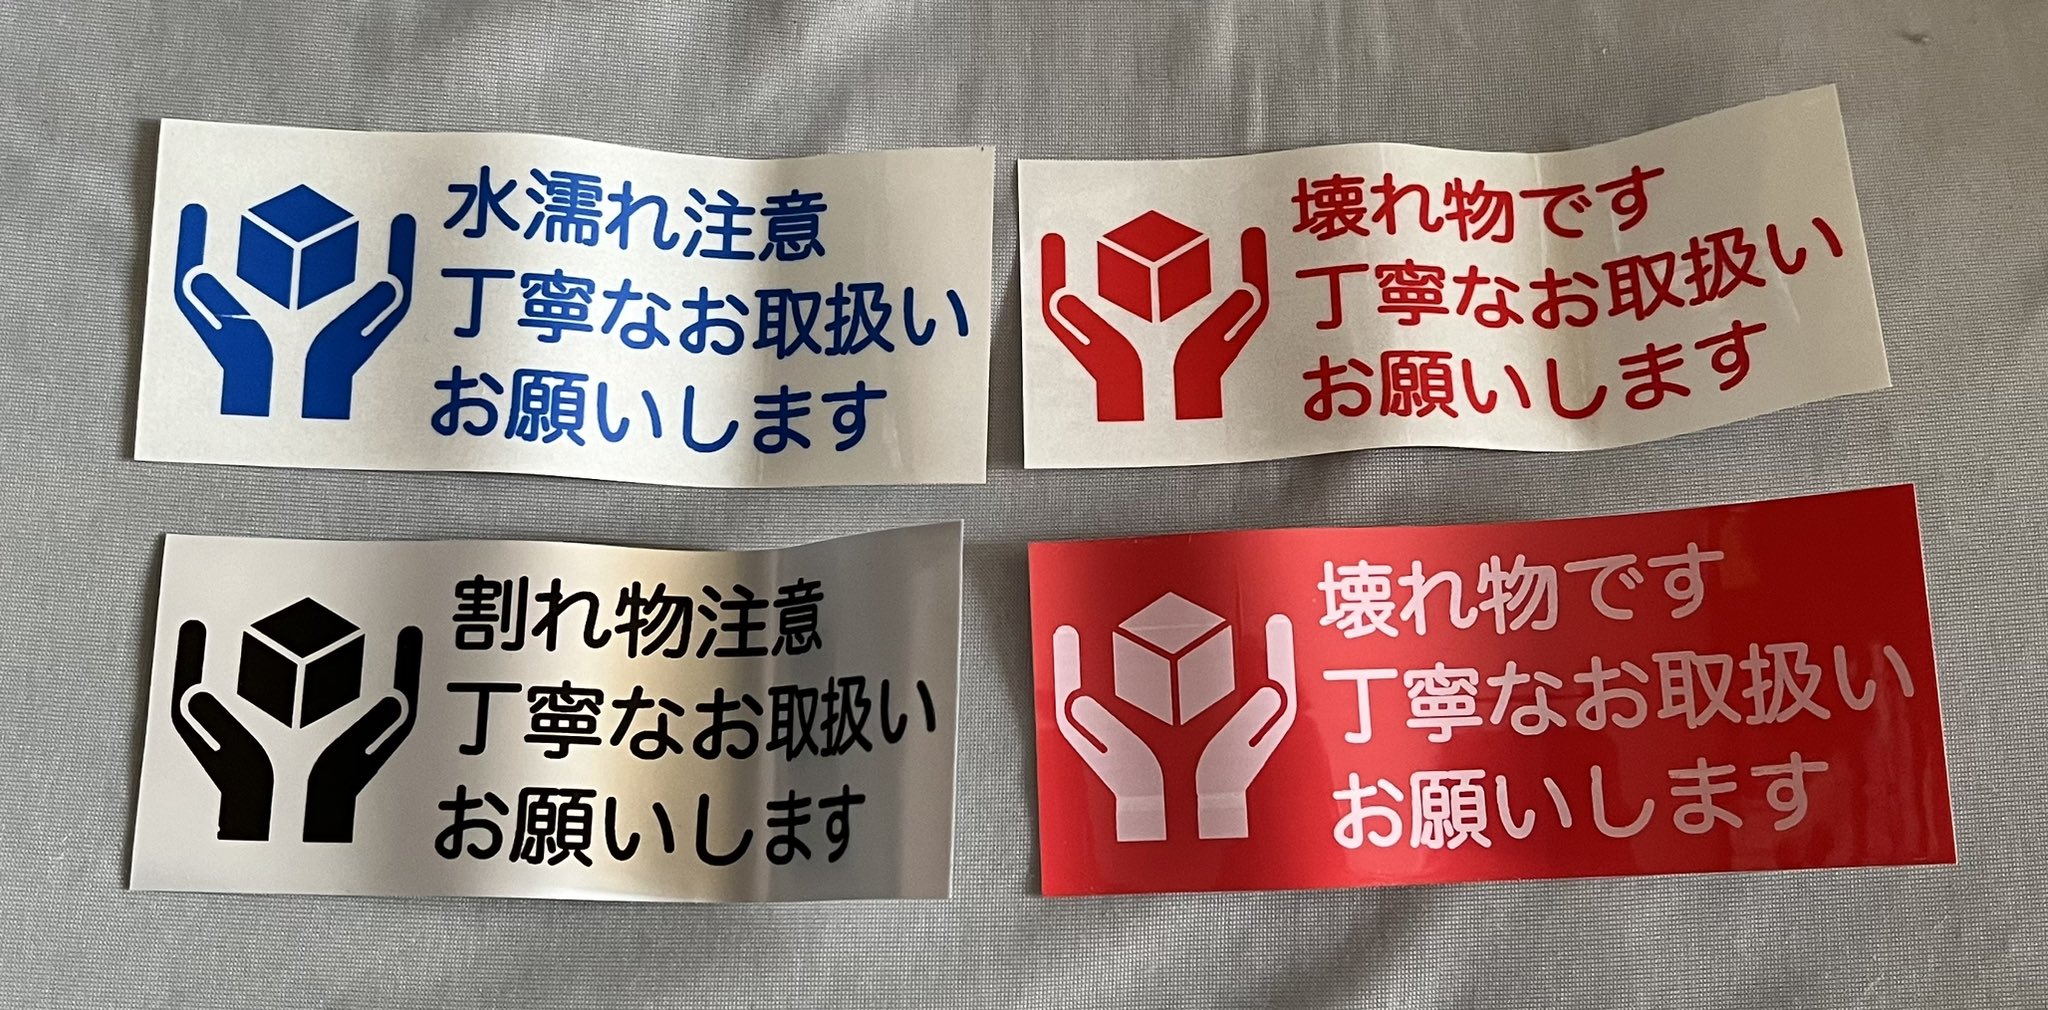 水濡れ注意
丁寧なお取扱い
お願いします
壊れ物です
丁寧なお取扱い
お願いします
割れ物注意
丁寧なお取扱い
お願いします
壊れ物です
丁寧なお取扱い
お願いします